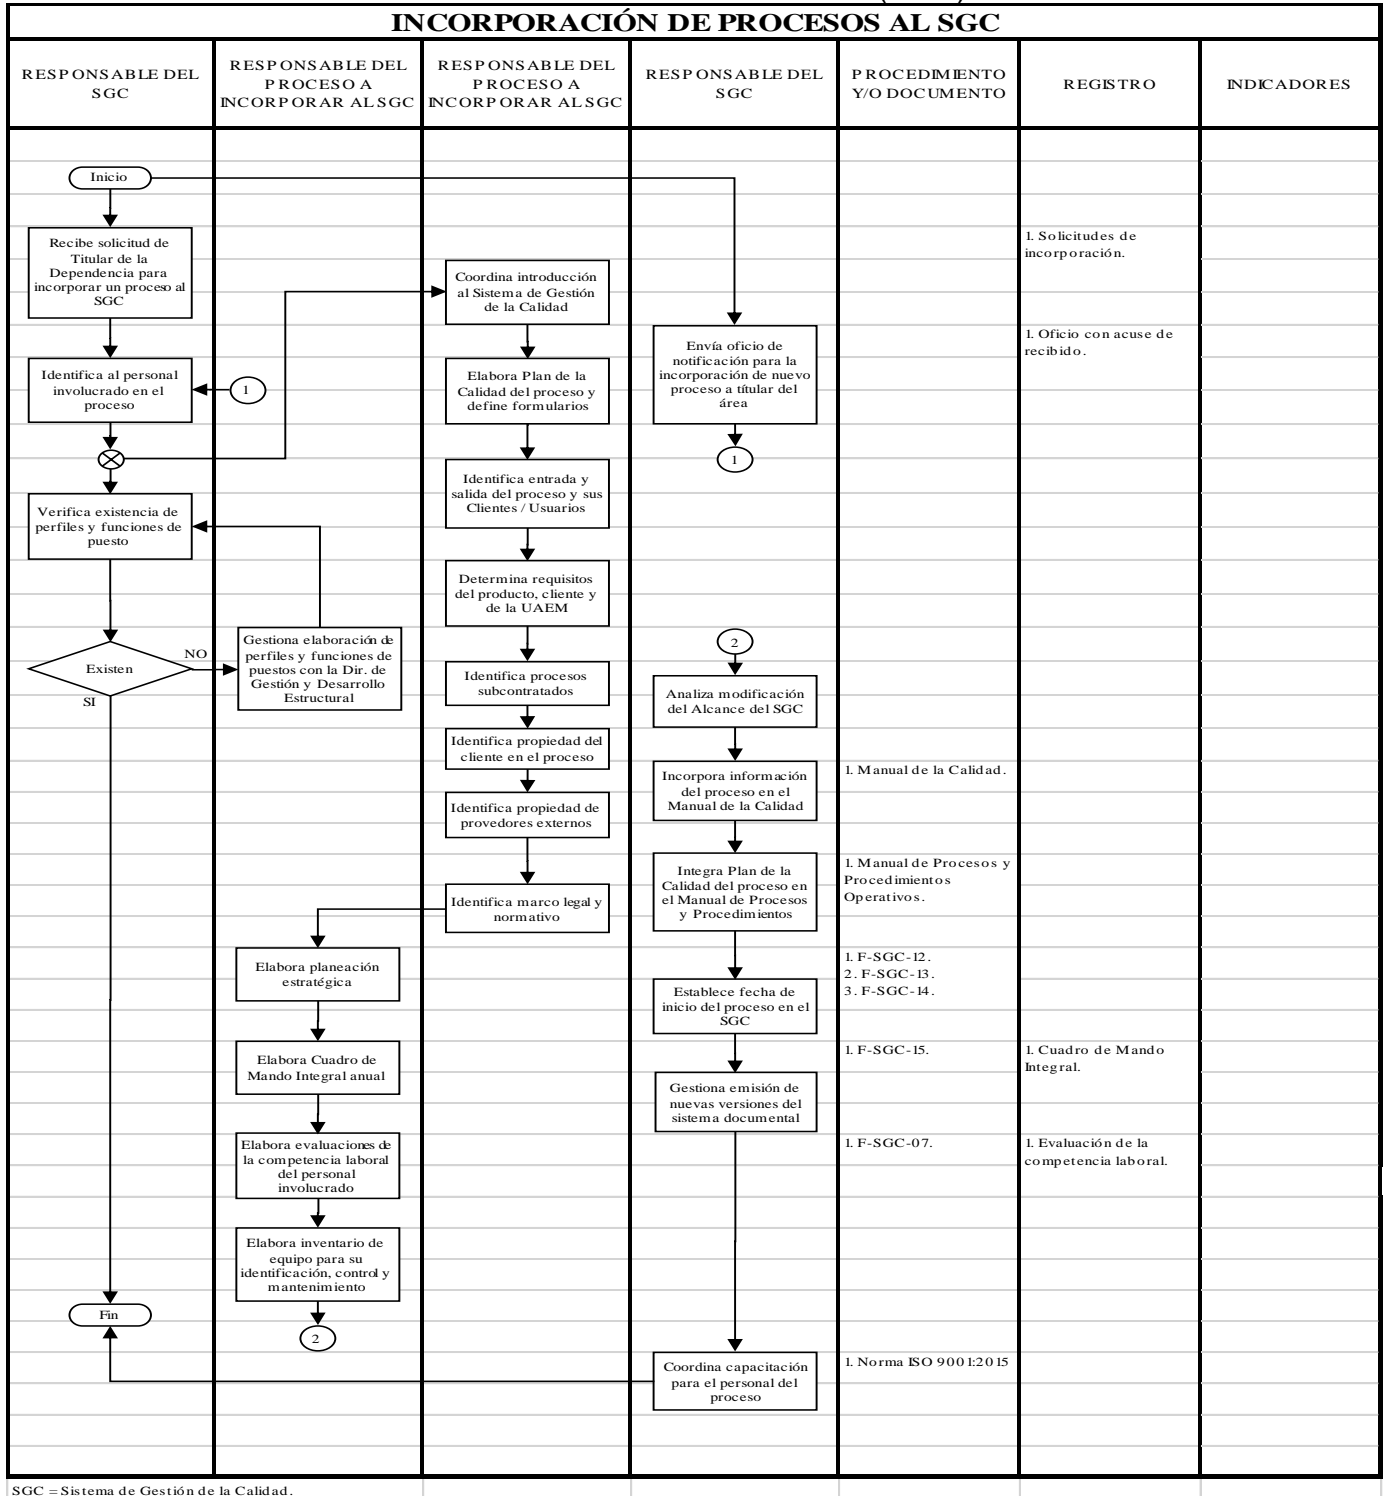 INCORPORACIÓN DE PROCESOS AL SGC
RESPONSABLE DEL
SGC
RESPONSABLE DEL
PROCESO A
INCORPORAR AL SGC
RESPONSABLE DEL
PROCESO A
INCORPORAR AL SGC
RESPONSABLE DEL
SGC
PROCEDIMIENTO
Y/O DOCUMENTO
REGISTRO
INDICADORES
Inicio
Recibe solicitud de
Titular de la
Dependencia para
incorporar un proceso al
SGC
Identifica al personal
involucrado en el
proceso
1
Verifica existencia de
perfiles y funciones de
puesto
Existen
NO
SI
Fin
Gestiona elaboración de
perfiles y funciones de
puestos con la Dir. de
Gestión y Desarrollo
Estructural
Elabora planeación
estratégica
Elabora Cuadro de
Mando Integral anual
Elabora evaluaciones de
la competencia laboral
del personal
involucrado
Elabora inventario de
equipo para su
identificación, control y
mantenimiento
2
Coordina introducción
al Sistema de Gestión
de la Calidad
Elabora Plan de la
Calidad del proceso y
define formularios
Identifica entrada y
salida del proceso y sus
Clientes / Usuarios
Determina requisitos
del producto, cliente y
de la UAEM
Identifica procesos
subcontratados
Identifica propiedad del
cliente en el proceso
Identifica propiedad de
provedores externos
Identifica marco legal y
normativo
Envía oficio de
notificación para la
incorporación de nuevo
proceso a títular del
área
1
2
Analiza modificación
del Alcance del SGC
Incorpora información
del proceso en el
Manual de la Calidad
Integra Plan de la
Calidad del proceso en
el Manual de Procesos
y Procedimientos
Establece fecha de
inicio del proceso en el
SGC
Gestiona emisión de
nuevas versiones del
sistema documental
Coordina capacitación
para el personal del
proceso
1. Manual de la Calidad.
1. Manual de Procesos y
Procedimientos
Operativos.
1. F-SGC-12.
2. F-SGC-13.
3. F-SGC-14.
1. F-SGC-15.
1. F-SGC-07.
1. Norma ISO 9001:2015
1. Solicitudes de
incorporación.
1. Oficio con acuse de
recibido.
1. Cuadro de Mando
Integral.
1. Evaluación de la
competencia laboral.
SGC = Sistema de Gestión de la Calidad.